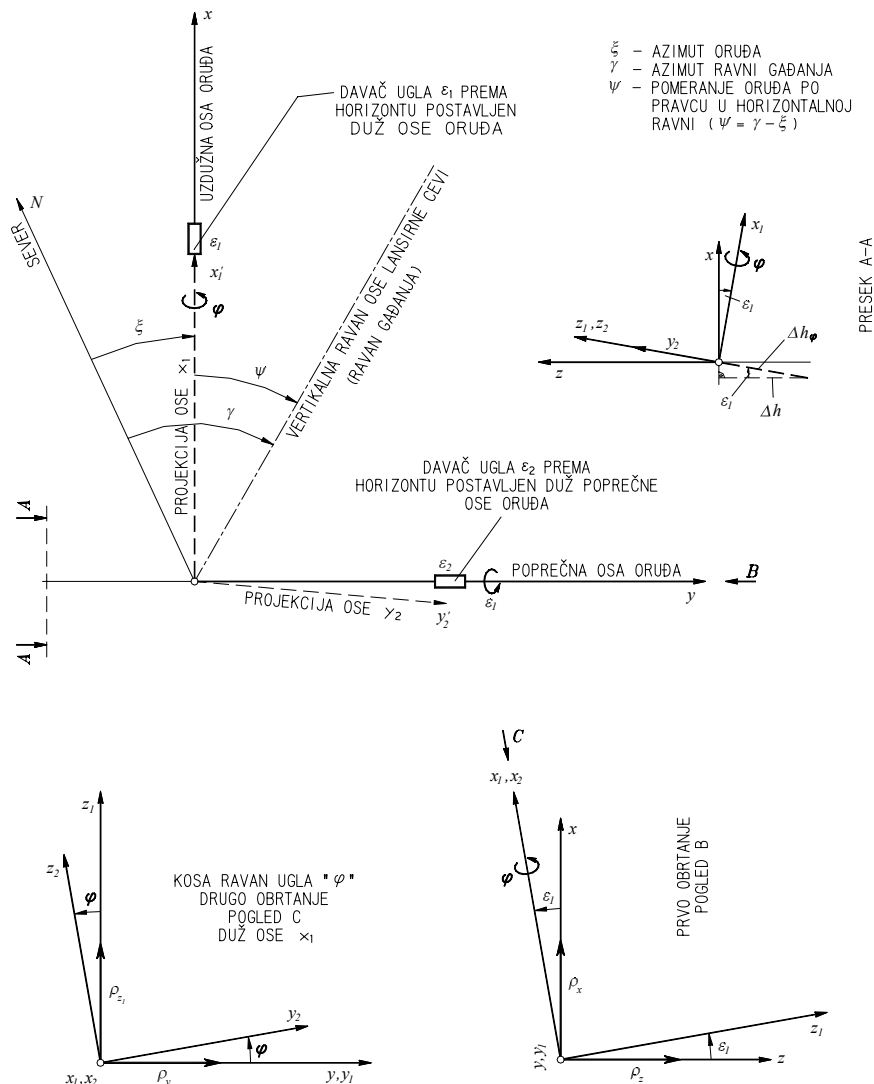 x
UZDUŽNA OSA ORUĐA
DAVAČ UGLA ε₁ PREMA
HORIZONTU POSTAVLJEN
DUŽ OSE ORUĐA
ξ – AZIMUT ORUĐA
γ – AZIMUT RAVNI GAĐANJA
ψ – POMERANJE ORUĐA PO
PRAVCU U HORIZONTALNOJ
RAVNI ( ψ = γ – ξ )
N
SEVER
ε₁
x₁'
φ
ξ
ψ
γ
PROJEKCIJA OSE x₁
VERTIKALNA RAVAN OSE LANSIRNE CEVI
(RAVAN GAĐANJA)
PRESEK A-A
x
x₁
φ
ε₁
z₁, z₂
y₂
z
Δhφ
ε₁
Δh
DAVAČ UGLA ε₂ PREMA
HORIZONTU POSTAVLJEN DUŽ POPREČNE
OSE ORUĐA
A
A
ε₂
POPREČNA OSA ORUĐA
B
y
ε₁
PROJEKCIJA OSE y₂
y₂'
z₁
z₂
φ
KOSA RAVAN UGLA "φ"
DRUGO OBRTANJE
POGLED C
DUŽ OSE x₁
ρz₁
y₂
φ
x₁, x₂
ρy
y, y₁
C
x₁, x₂
x
φ
ε₁
PRVO OBRTANJE
POGLED B
ρx
z₁
ε₁
y, y₁
ρz
z